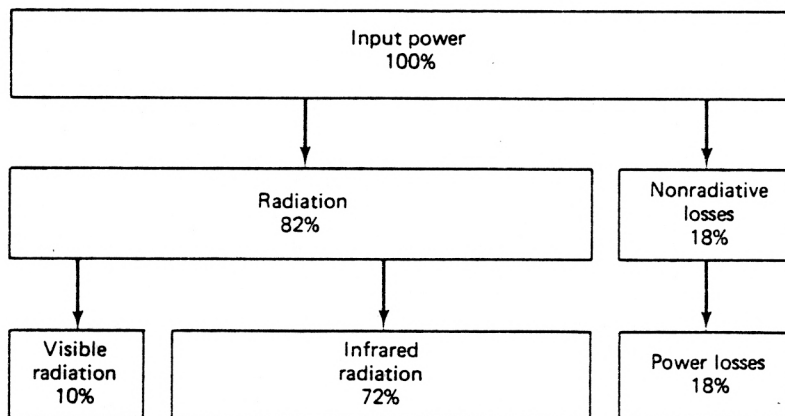 Input power
100%
Radiation
82%
Nonradiative
losses
18%
Visible
radiation
10%
Infrared
radiation
72%
Power losses
18%